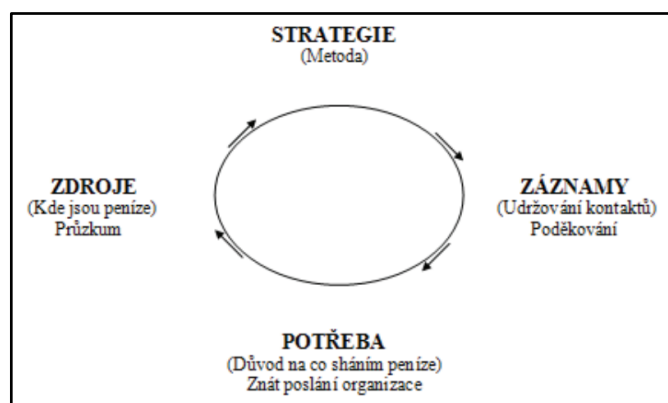 STRATEGIE
(Metoda)
ZDROJE
(Kde jsou peníze)
Průzkum
ZÁZNAMY
(Udržování kontaktů)
Poděkování
POTŘEBA
(Důvod na co sháním peníze)
Znát poslání organizace